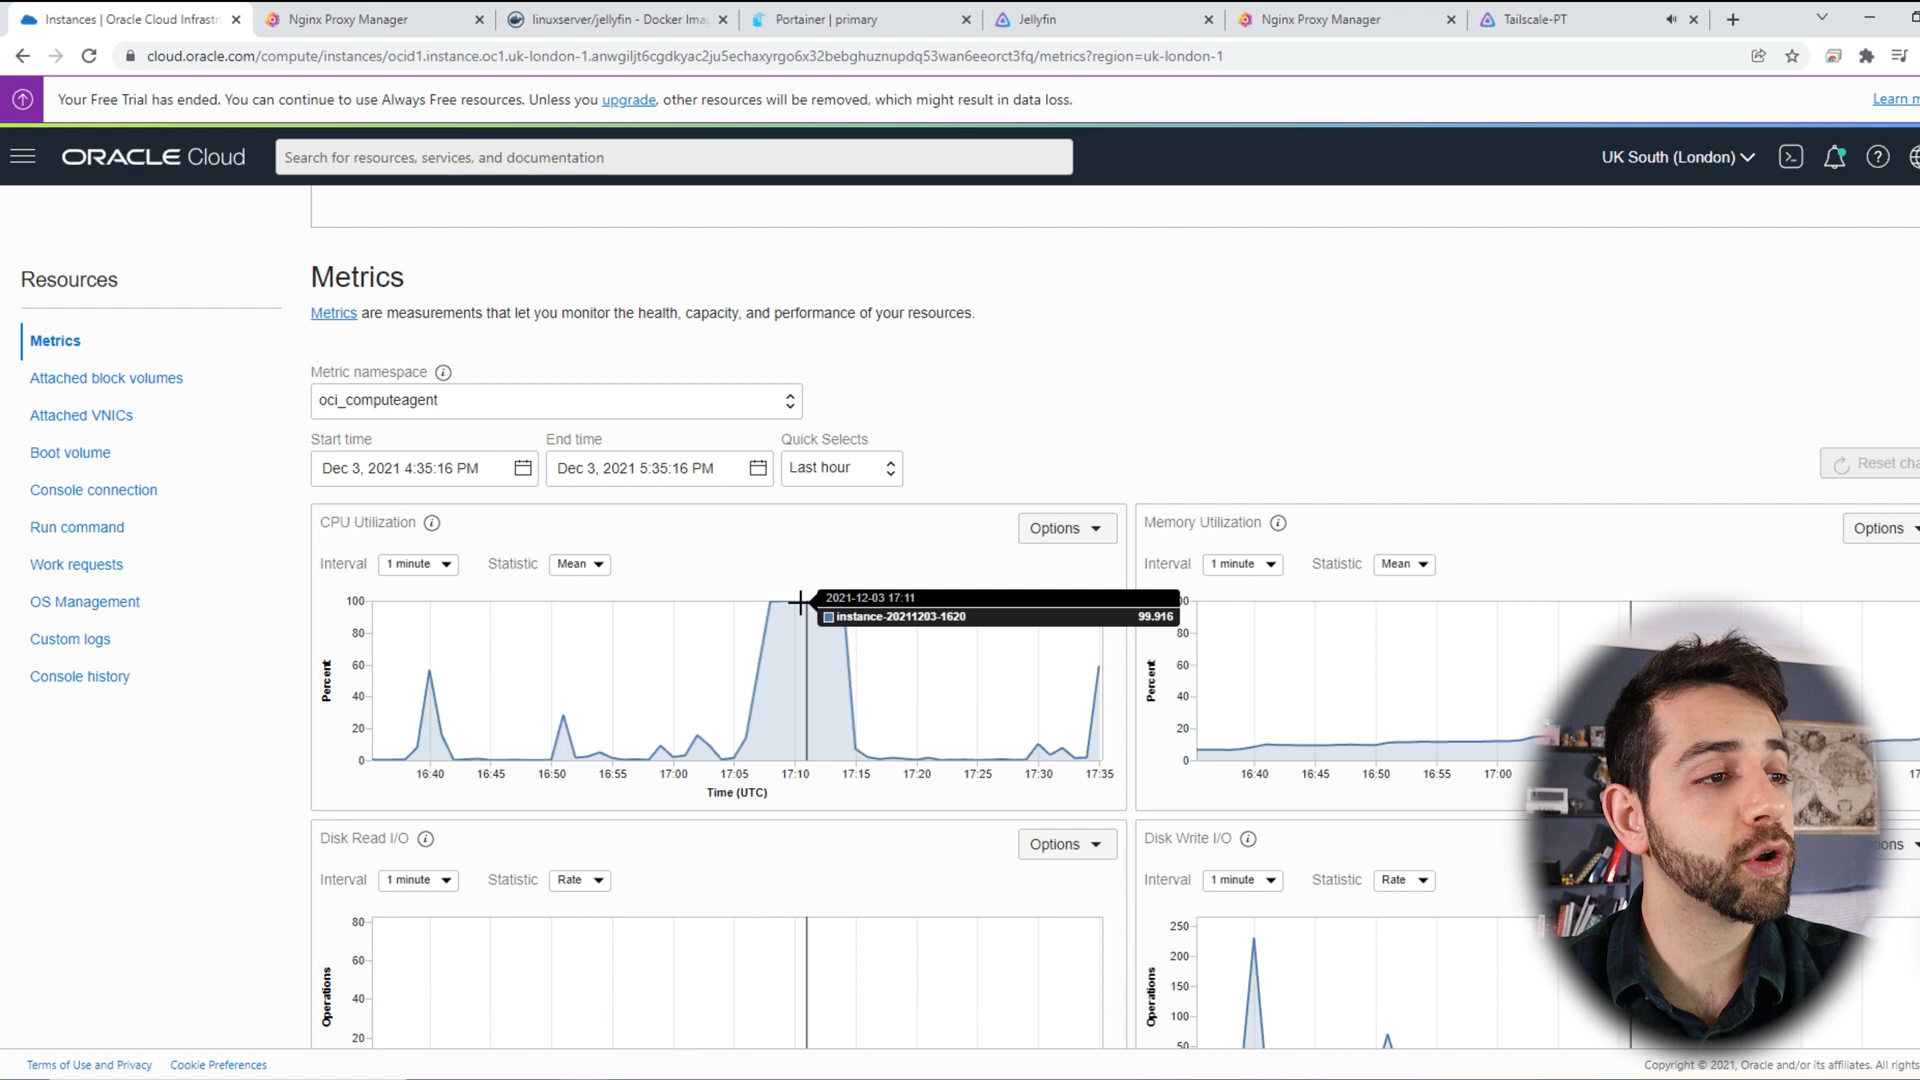 Instances | Oracle Cloud Infrastr
Nginx Proxy Manager
linuxserver/jellyfin - Docker Ima
Portainer | primary
Jellyfin
Nginx Proxy Manager
Tailscale-PT
cloud.oracle.com/compute/instances/ocid1.instance.oc1.uk-london-1.anwgiljt6cgdkyac2ju5echaxyrgo6x32bebghuznupdq53wan6eeorct3fq/metrics?region=uk-london-1
Your Free Trial has ended. You can continue to use Always Free resources. Unless you upgrade, other resources will be removed, which might result in data loss.
Learn m
ORACLE Cloud
Search for resources, services, and documentation
UK South (London)
Resources
Metrics
Attached block volumes
Attached VNICs
Boot volume
Console connection
Run command
Work requests
OS Management
Custom logs
Console history
Metrics
Metrics are measurements that let you monitor the health, capacity, and performance of your resources.
Metric namespace
oci_computeagent
Start time
End time
Quick Selects
Dec 3, 2021 4:35:16 PM
Dec 3, 2021 5:35:16 PM
Last hour
Reset cha
CPU Utilization
Options
Interval 1 minute Statistic Mean
2021-12-03 17:11
instance-20211203-1620 99.916
100
80
60
40
20
0
Percent
16:40 16:45 16:50 16:55 17:00 17:05 17:10 17:15 17:20 17:25 17:30 17:35
Time (UTC)
Memory Utilization
Options
Interval 1 minute Statistic Mean
80
60
40
20
0
Percent
16:40 16:45 16:50 16:55 17:00
Disk Read I/O
Options
Interval 1 minute Statistic Rate
80
60
40
20
Operations
Disk Write I/O
Interval 1 minute Statistic Rate
250
200
150
100
50
Operations
Terms of Use and Privacy
Cookie Preferences
Copyright © 2021, Oracle and/or its affiliates. All rights